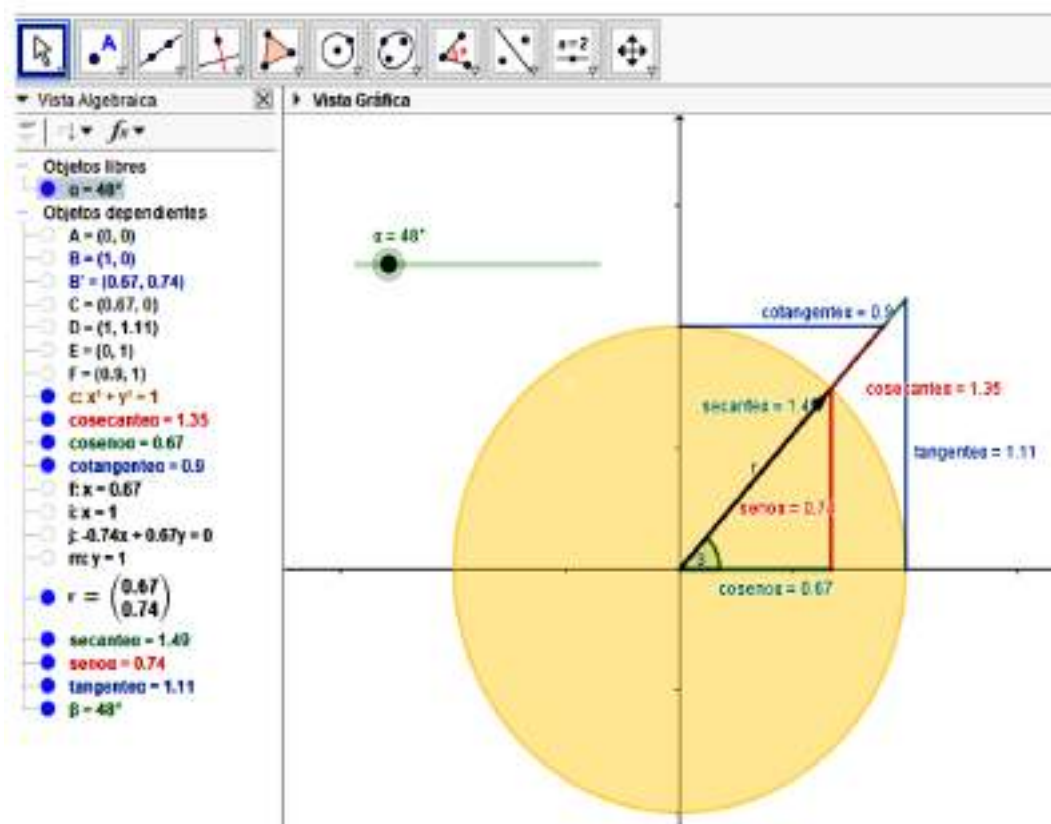 A
a=2
Vista Algebraica
Vista Gráfica
Objetos libres
α = 48°
Objetos dependientes
A = (0, 0)
B = (1, 0)
B' = (0.67, 0.74)
C = (0.67, 0)
D = (1, 1.11)
E = (0, 1)
F = (0.9, 1)
c: x² + y² = 1
cosecanteα = 1.35
cosenoα = 0.67
cotangenteα = 0.9
f: x = 0.67
i: x = 1
j: -0.74x + 0.67y = 0
m: y = 1
r = (0.67
0.74)
secanteα = 1.49
senoα = 0.74
tangenteα = 1.11
β = 48°
α = 48°
cotangenteα = 0.9
cosecanteα = 1.35
secanteα = 1.49
tangenteα = 1.11
r
senoα = 0.74
β
cosenoα = 0.67